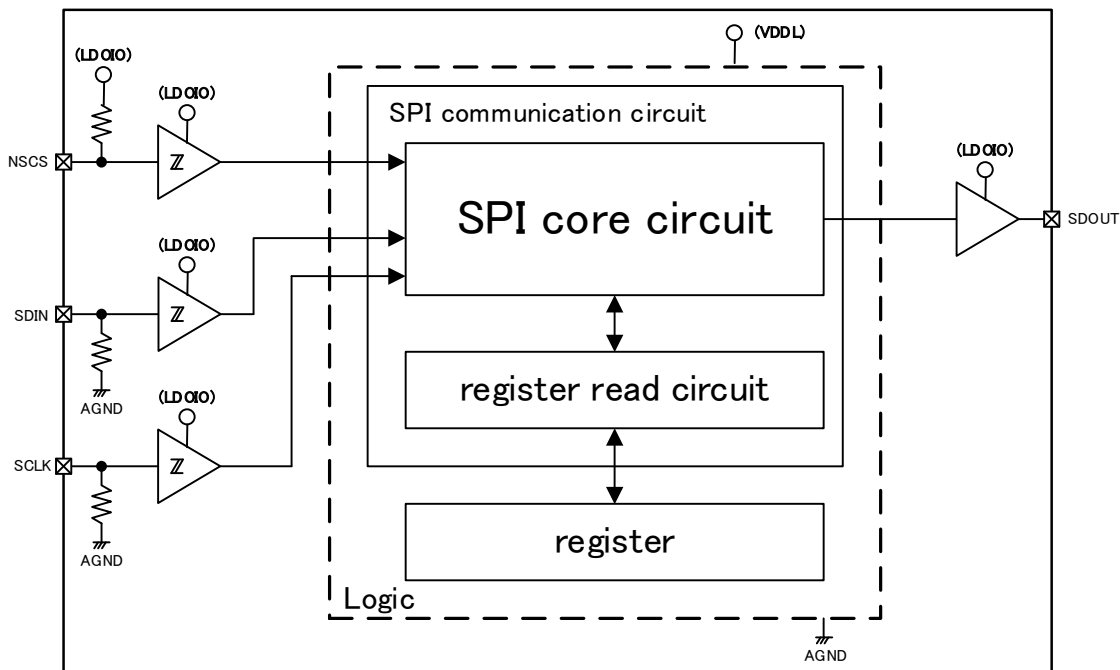 (VDDL)
(LDOIO)
(LDOIO)
SPI communication circuit
NSCS
(LDOIO)
SPI core circuit
SDOUT
(LDOIO)
SDIN
AGND
register read circuit
(LDOIO)
SCLK
AGND
register
Logic
AGND